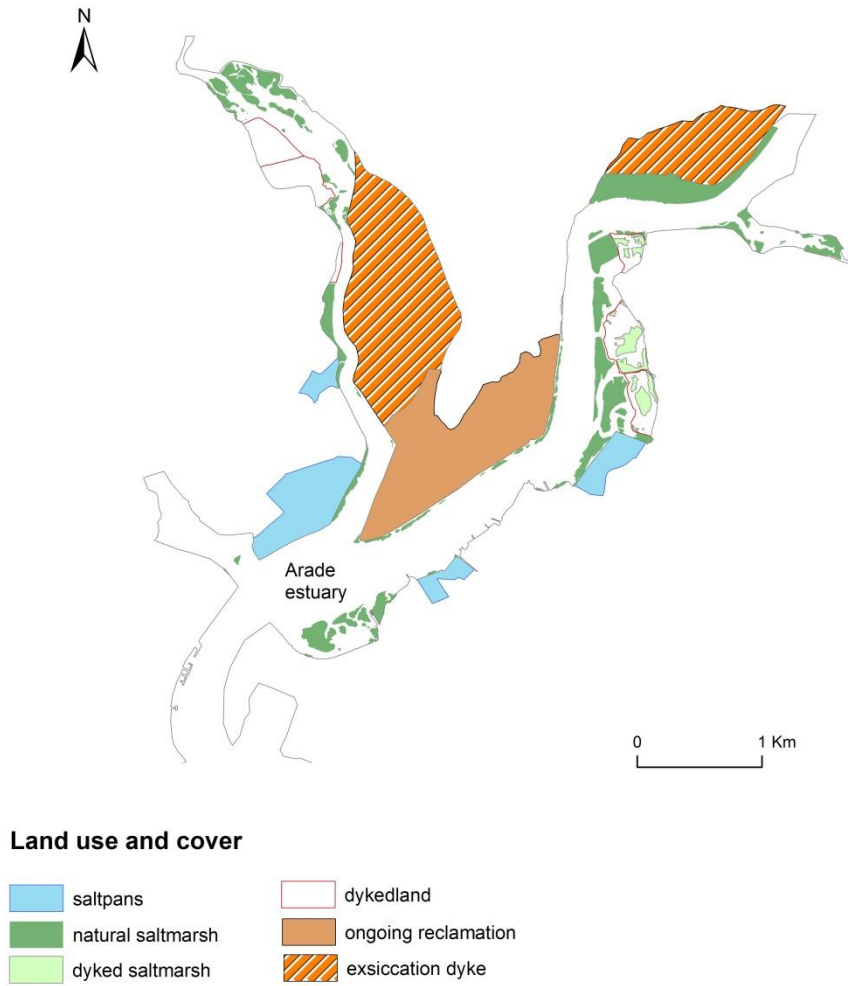 N
Arade
estuary
0 1 Km
Land use and cover
saltpans
natural saltmarsh
dyked saltmarsh
dykedland
ongoing reclamation
exsiccation dyke